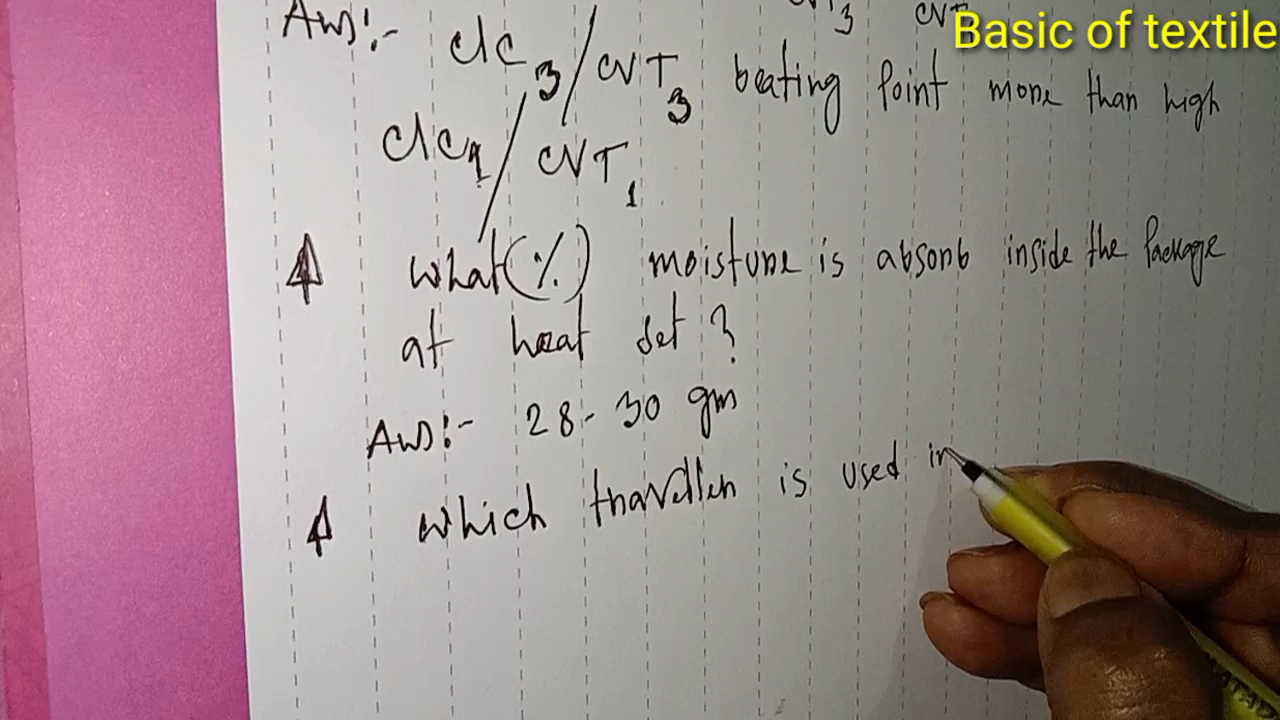 Basic of textile
Ans:- ClC3/CVT3 beating Point more than high
ClC1/CVT1
What(%) moisture is absorb inside the Package
at heat set?
Ans:- 28-30 gm
which traveller is used in